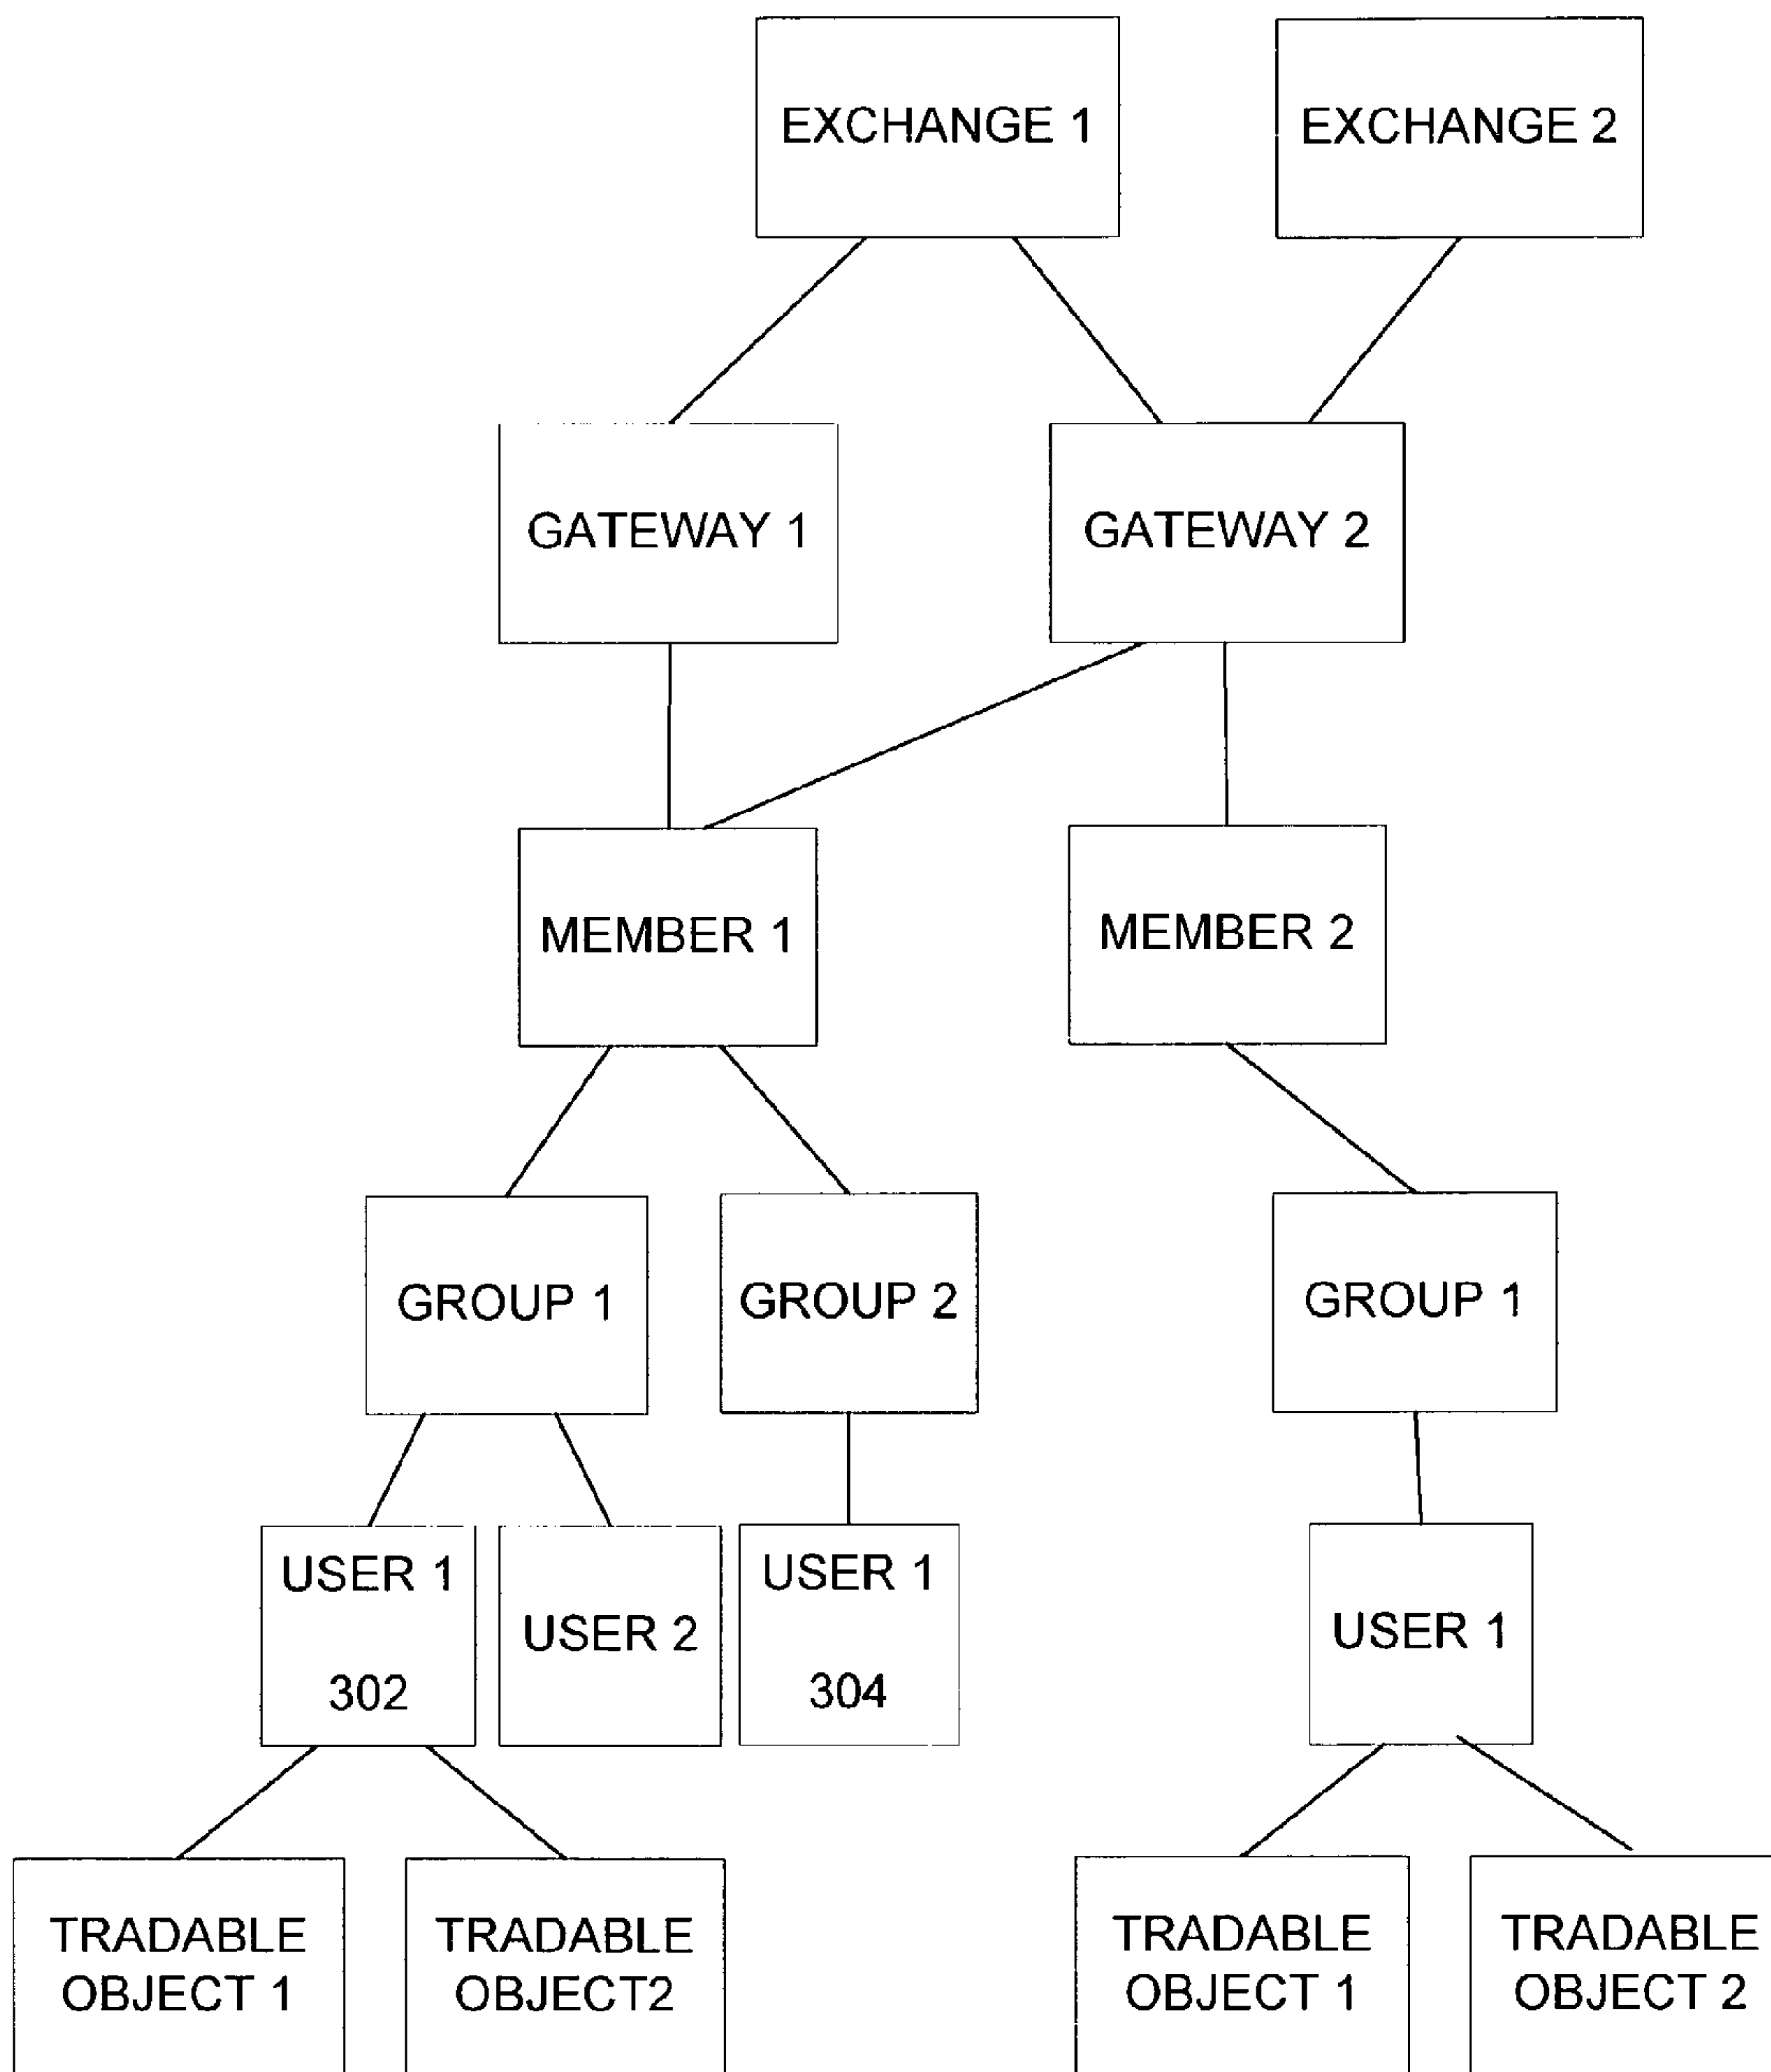 EXCHANGE 1
EXCHANGE 2
GATEWAY 1
GATEWAY 2
MEMBER 1
MEMBER 2
GROUP 1
GROUP 2
GROUP 1
USER 1
302
USER 2
USER 1
304
USER 1
TRADABLE
OBJECT 1
TRADABLE
OBJECT2
TRADABLE
OBJECT 1
TRADABLE
OBJECT 2